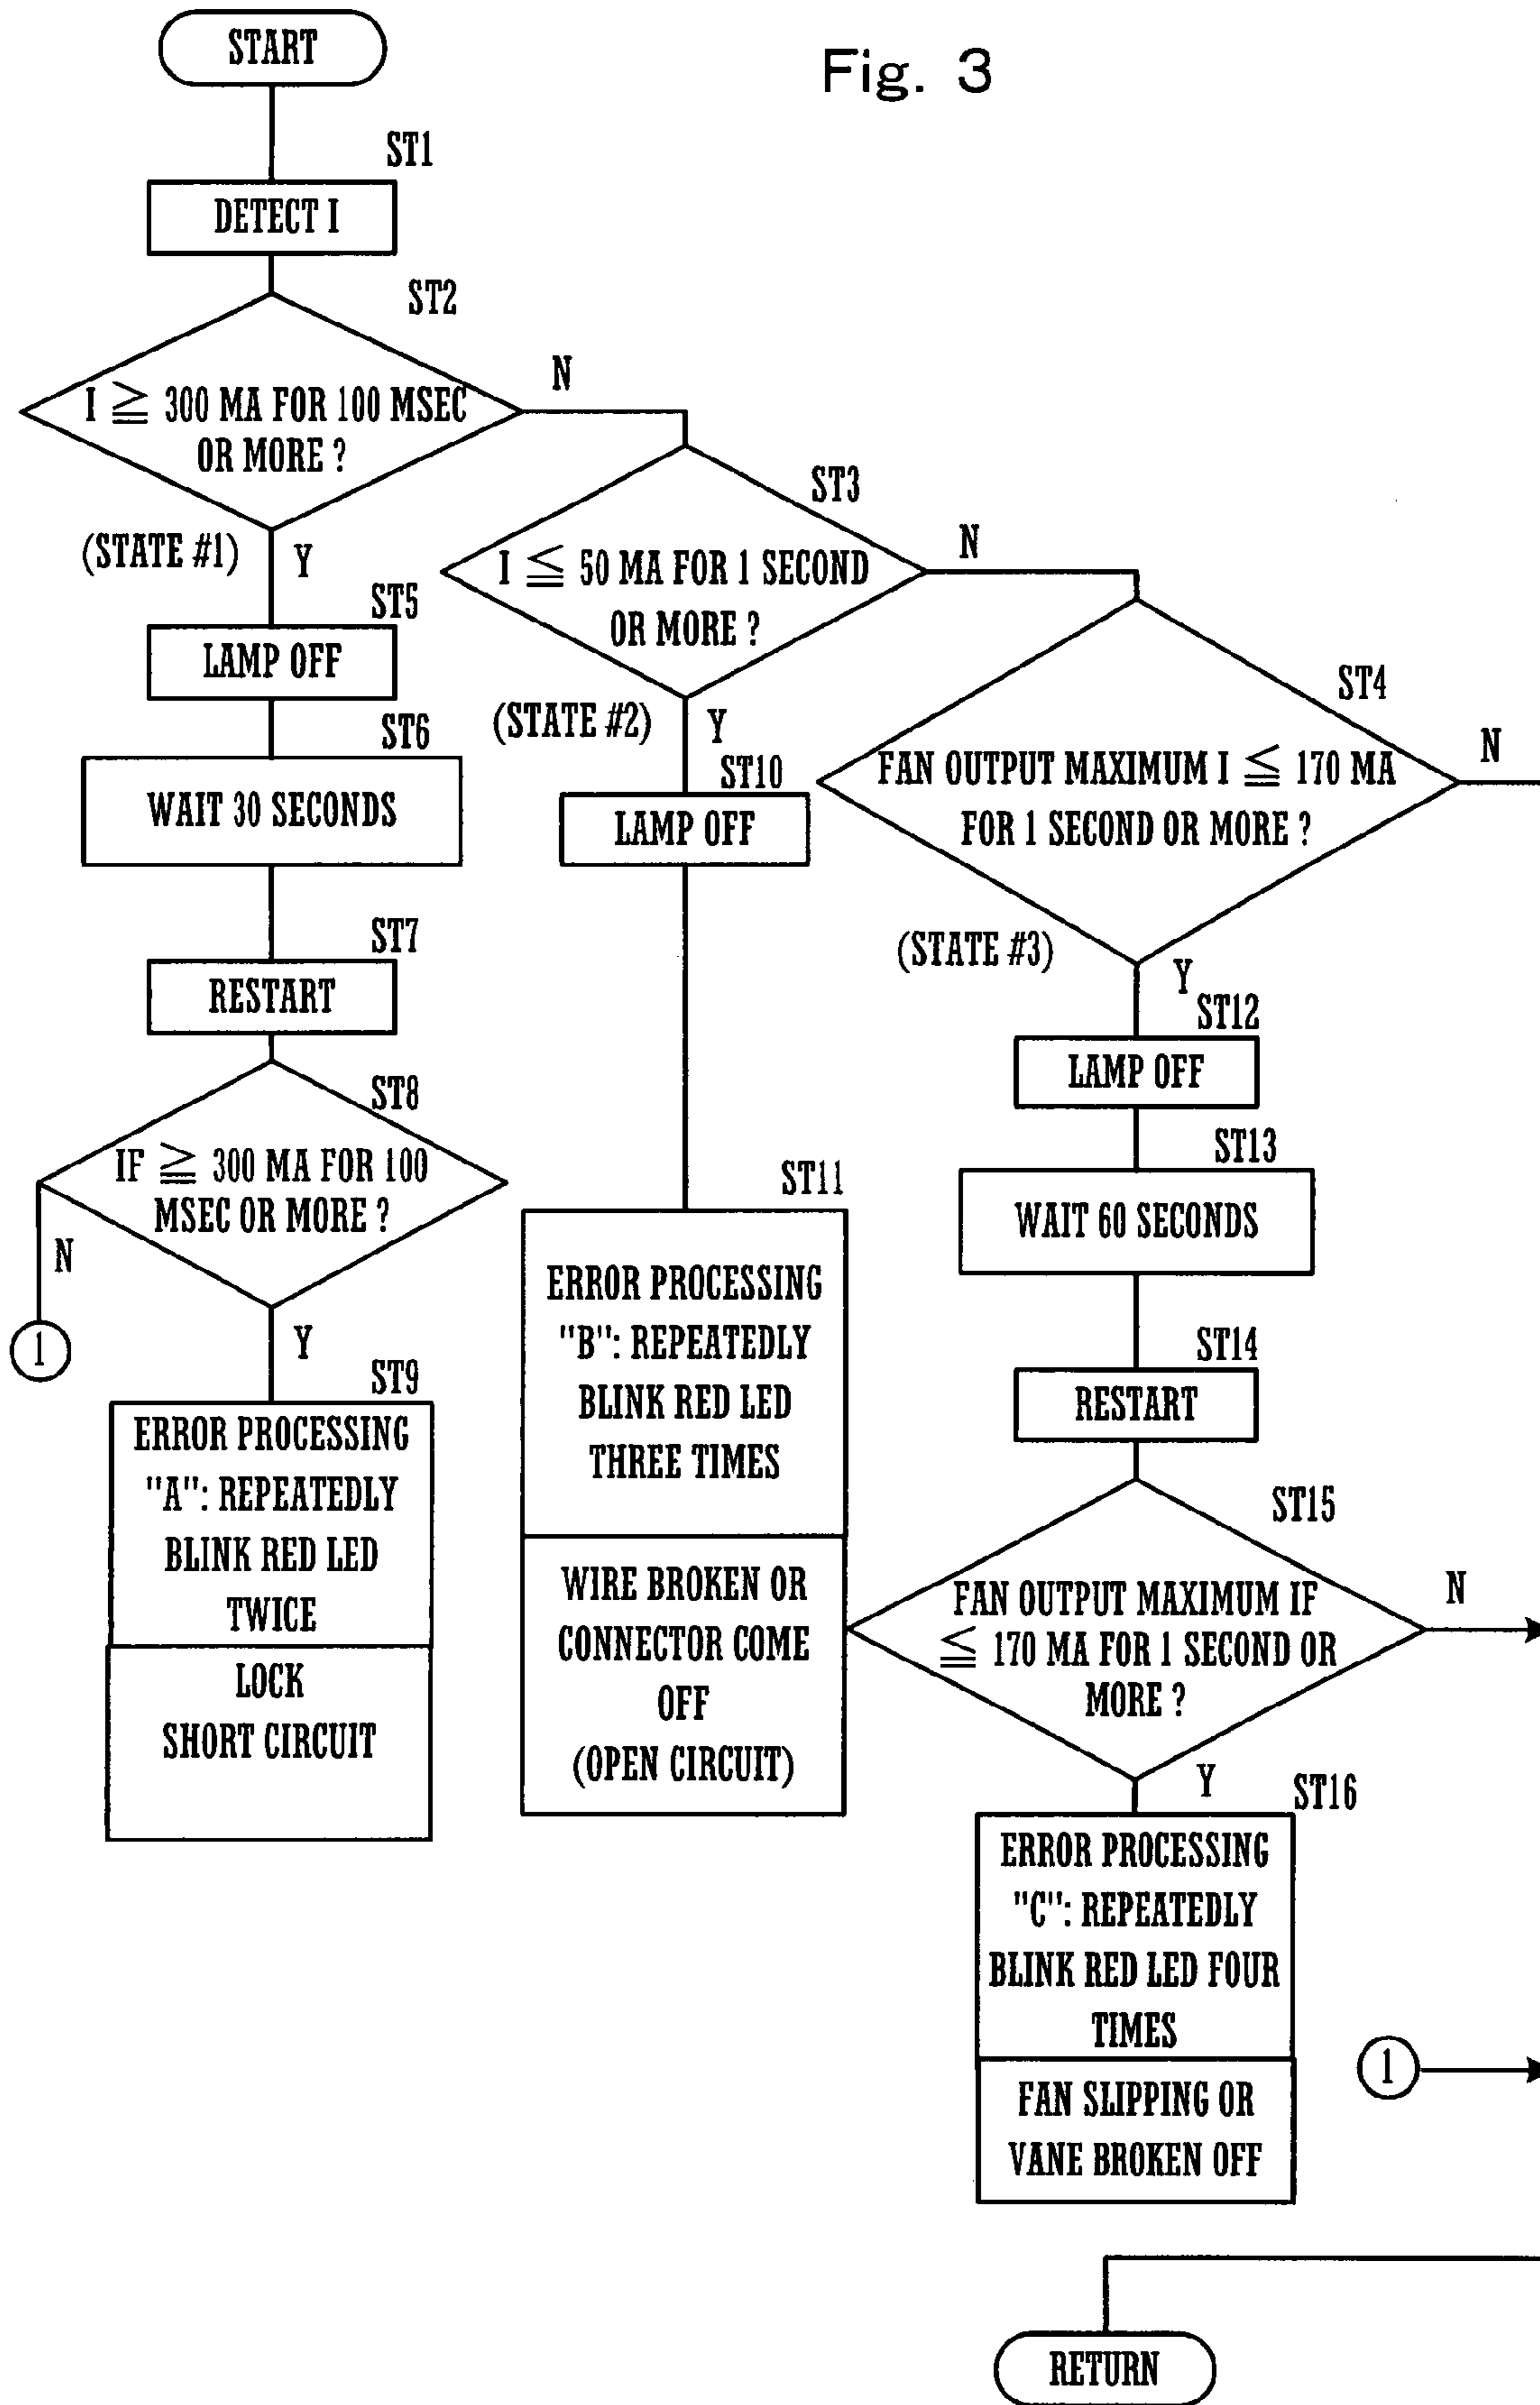 START
Fig. 3
ST1
DETECT I
ST2
I ≧ 300 MA FOR 100 MSEC
OR MORE ?
N
(STATE #1)
Y
ST5
LAMP OFF
ST6
WAIT 30 SECONDS
ST7
RESTART
ST8
IF ≧ 300 MA FOR 100
MSEC OR MORE ?
N
1
Y
ST9
ERROR PROCESSING
"A": REPEATEDLY
BLINK RED LED
TWICE
LOCK
SHORT CIRCUIT
ST3
I ≦ 50 MA FOR 1 SECOND
OR MORE ?
N
(STATE #2)
Y
ST10
LAMP OFF
ST11
ERROR PROCESSING
"B": REPEATEDLY
BLINK RED LED
THREE TIMES
WIRE BROKEN OR
CONNECTOR COME
OFF
(OPEN CIRCUIT)
ST4
FAN OUTPUT MAXIMUM I ≦ 170 MA
FOR 1 SECOND OR MORE ?
N
(STATE #3)
Y
ST12
LAMP OFF
ST13
WAIT 60 SECONDS
ST14
RESTART
ST15
FAN OUTPUT MAXIMUM IF
≦ 170 MA FOR 1 SECOND OR
MORE ?
N
Y
ST16
ERROR PROCESSING
"C": REPEATEDLY
BLINK RED LED FOUR
TIMES
FAN SLIPPING OR
VANE BROKEN OFF
1
RETURN